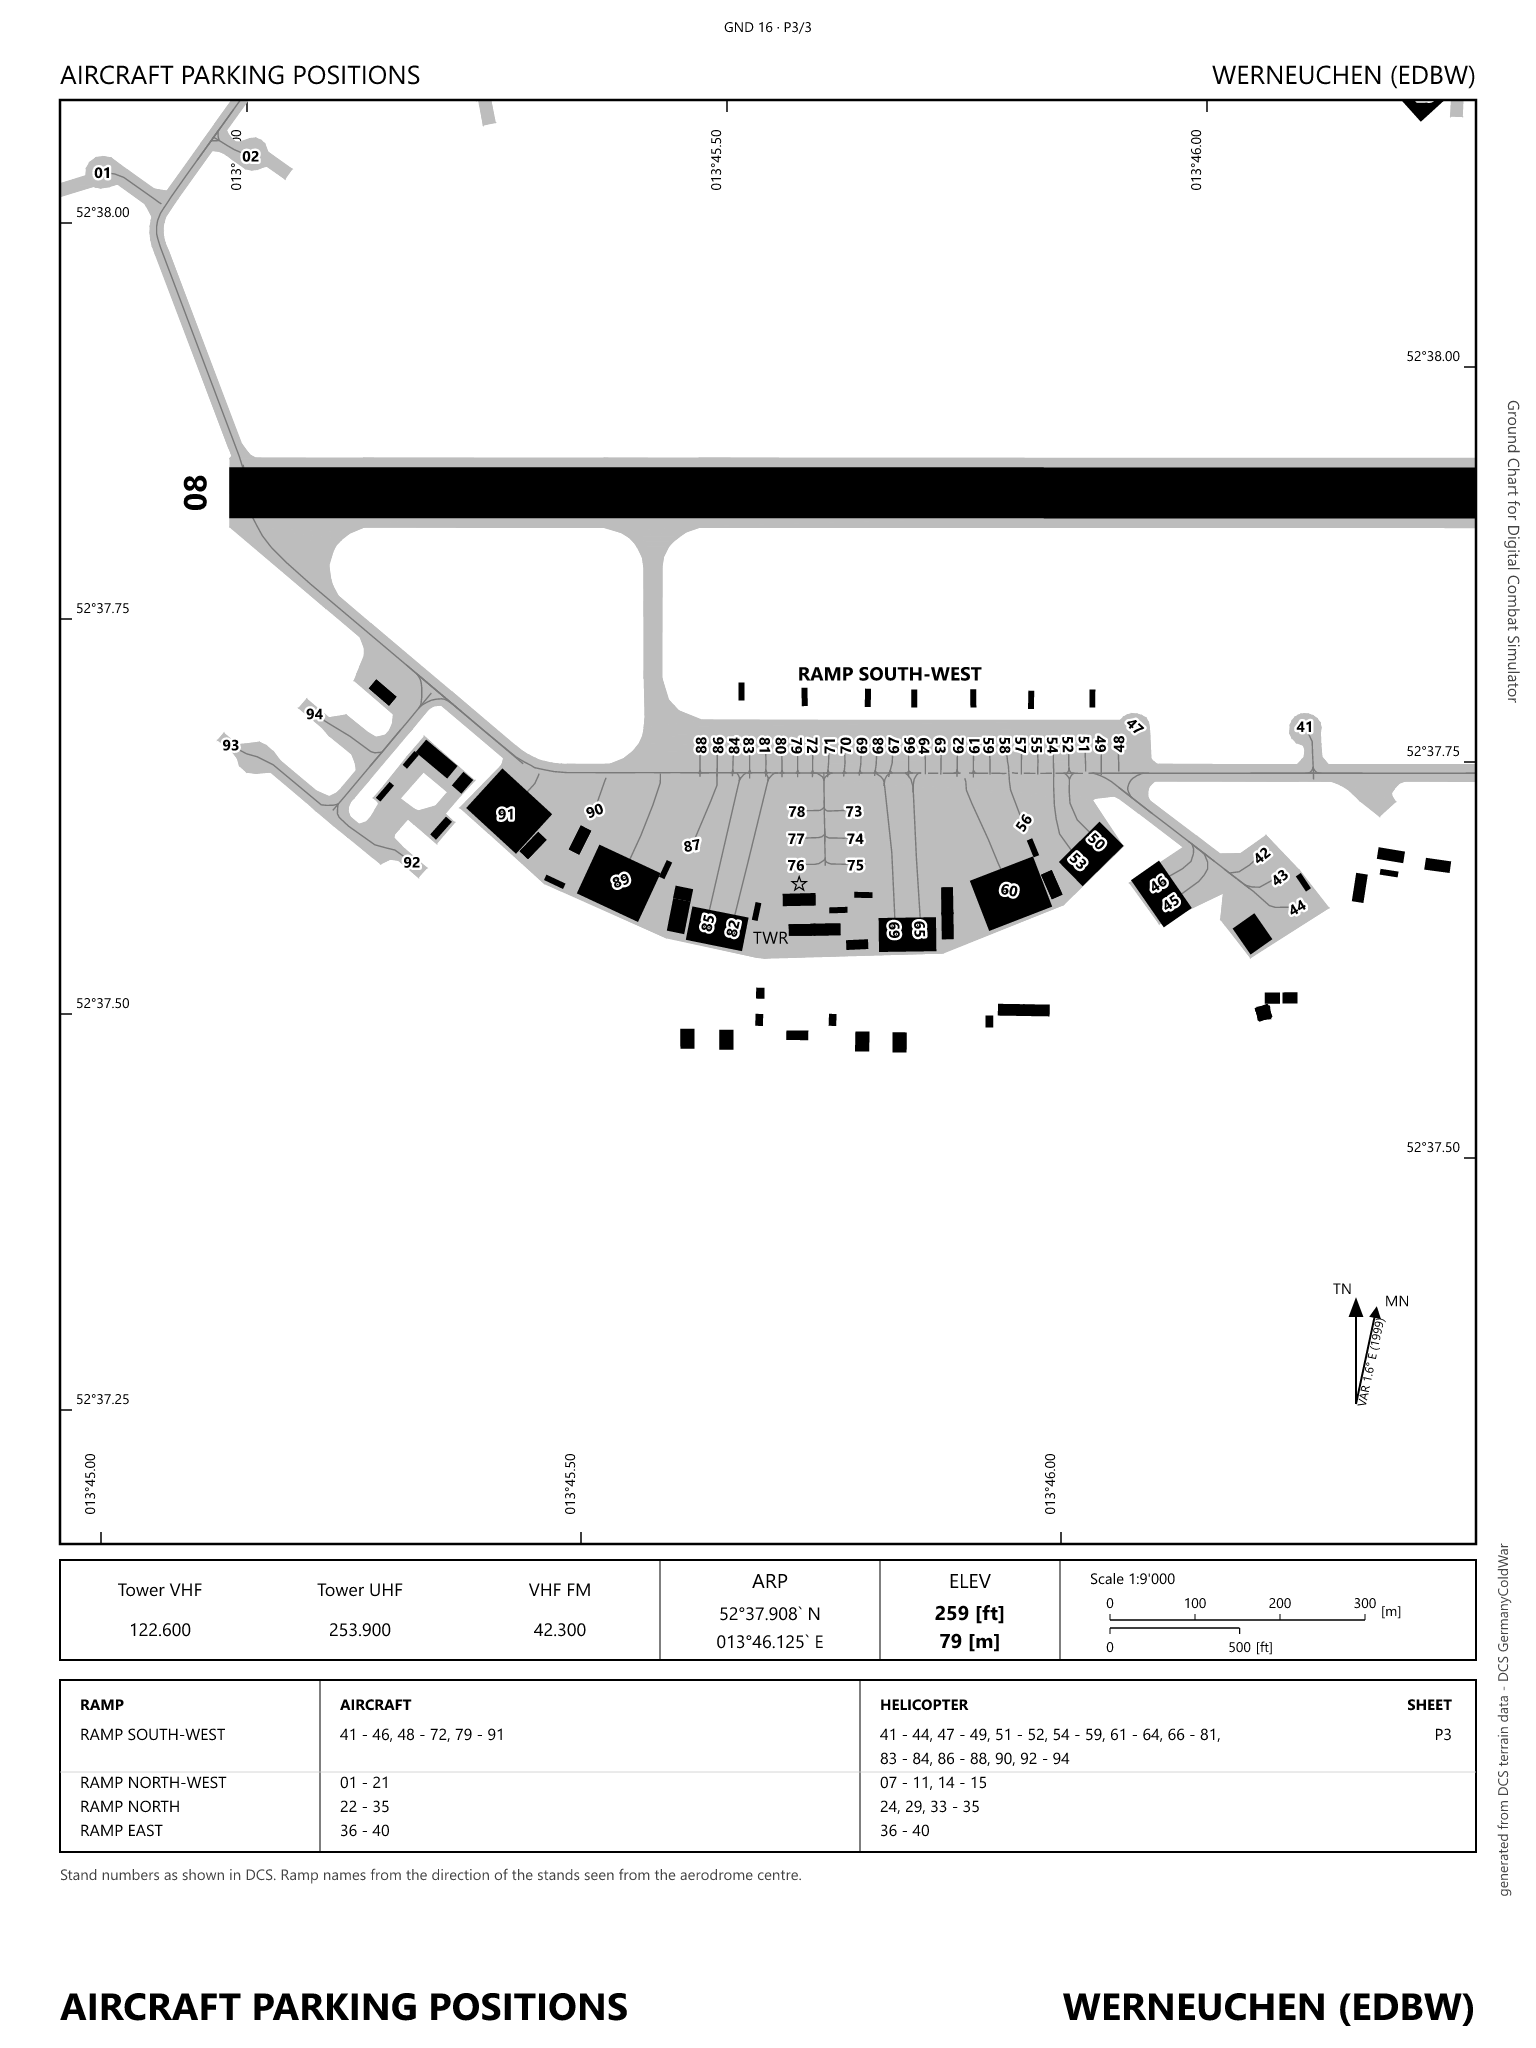 GND 16 · P3/3
AIRCRAFT PARKING POSITIONS
WERNEUCHEN (EDBW)
013°45.50
013°46.00
01
02
52°38.00
52°38.00
08
52°37.75
RAMP SOUTH-WEST
94
93
47
41
52°37.75
88 86 84 83 81 80 79 72 71 70 69 68 67 66 64 63 62 61 59 58 57 55 54 52 51 49 48
91
90
87
78
73
77
74
76
75
56
50
53
92
89
60
42
43
44
46
45
85
82
TWR
69
65
52°37.50
52°37.50
TN
MN
VAR 1.6° E (1999)
52°37.25
013°45.00
013°45.50
013°46.00
Tower VHF
122.600
Tower UHF
253.900
VHF FM
42.300
ARP
52°37.908` N
013°46.125` E
ELEV
259 [ft]
79 [m]
Scale 1:9'000
0 100 200 300 [m]
0 500 [ft]
RAMP AIRCRAFT HELICOPTER SHEET
RAMP SOUTH-WEST 41 - 46, 48 - 72, 79 - 91 41 - 44, 47 - 49, 51 - 52, 54 - 59, 61 - 64, 66 - 81, P3
83 - 84, 86 - 88, 90, 92 - 94
RAMP NORTH-WEST 01 - 21 07 - 11, 14 - 15
RAMP NORTH 22 - 35 24, 29, 33 - 35
RAMP EAST 36 - 40 36 - 40
Stand numbers as shown in DCS. Ramp names from the direction of the stands seen from the aerodrome centre.
Ground Chart for Digital Combat Simulator
generated from DCS terrain data - DCS GermanyColdWar
AIRCRAFT PARKING POSITIONS
WERNEUCHEN (EDBW)